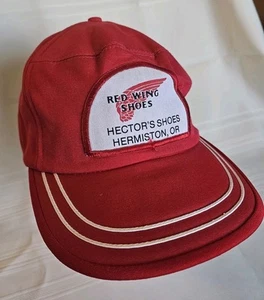 RED WING
SHOES
HECTOR'S SHOES
HERMISTON, OR